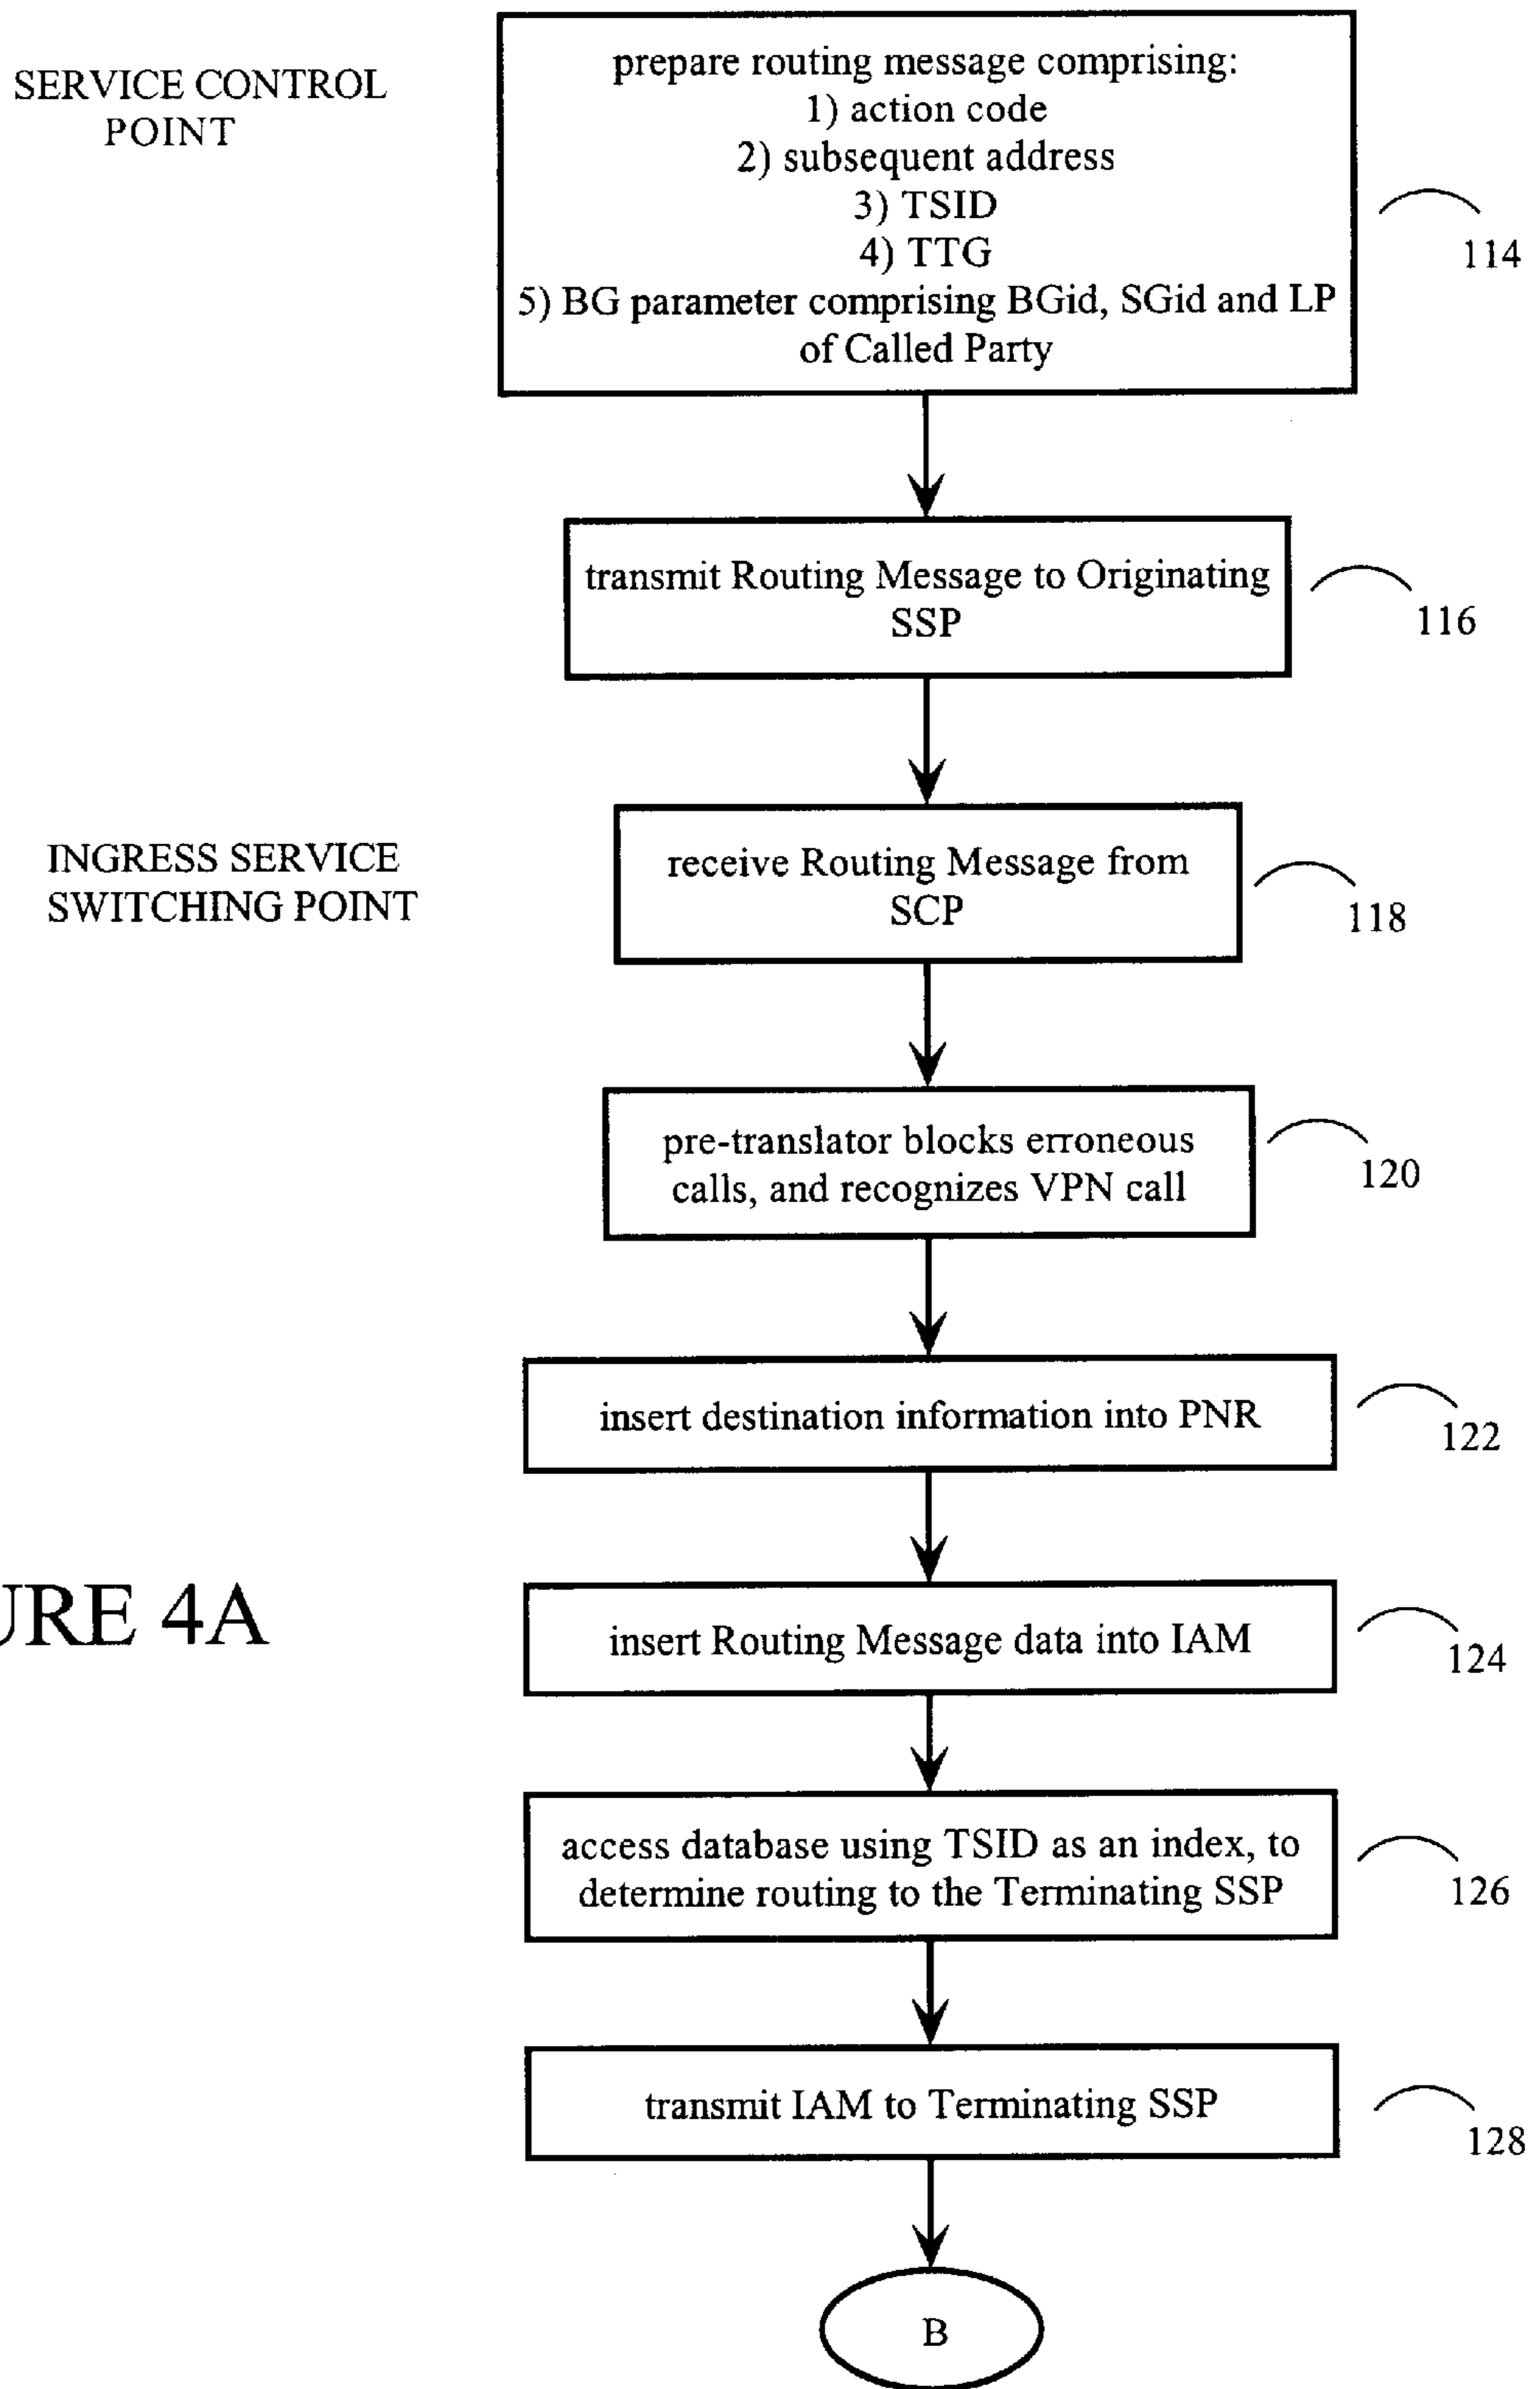 SERVICE CONTROL
POINT
prepare routing message comprising:
1) action code
2) subsequent address
3) TSID
4) TTG
5) BG parameter comprising BGid, SGid and LP
of Called Party
114
transmit Routing Message to Originating
SSP
116
INGRESS SERVICE
SWITCHING POINT
receive Routing Message from
SCP
118
pre-translator blocks erroneous
calls, and recognizes VPN call
120
insert destination information into PNR
122
URE 4A
insert Routing Message data into IAM
124
access database using TSID as an index, to
determine routing to the Terminating SSP
126
transmit IAM to Terminating SSP
128
B